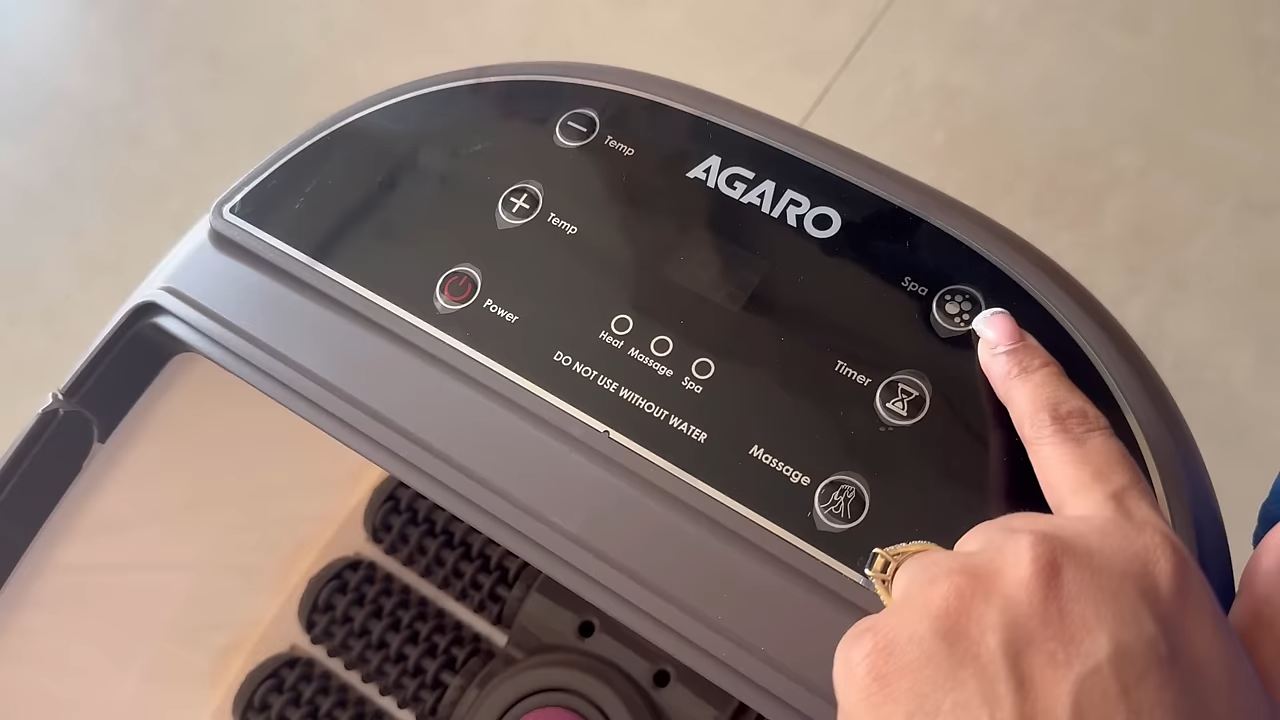 AGARO
Temp
Temp
Power
Heat
Massage
Spa
DO NOT USE WITHOUT WATER
Spa
Timer
Massage